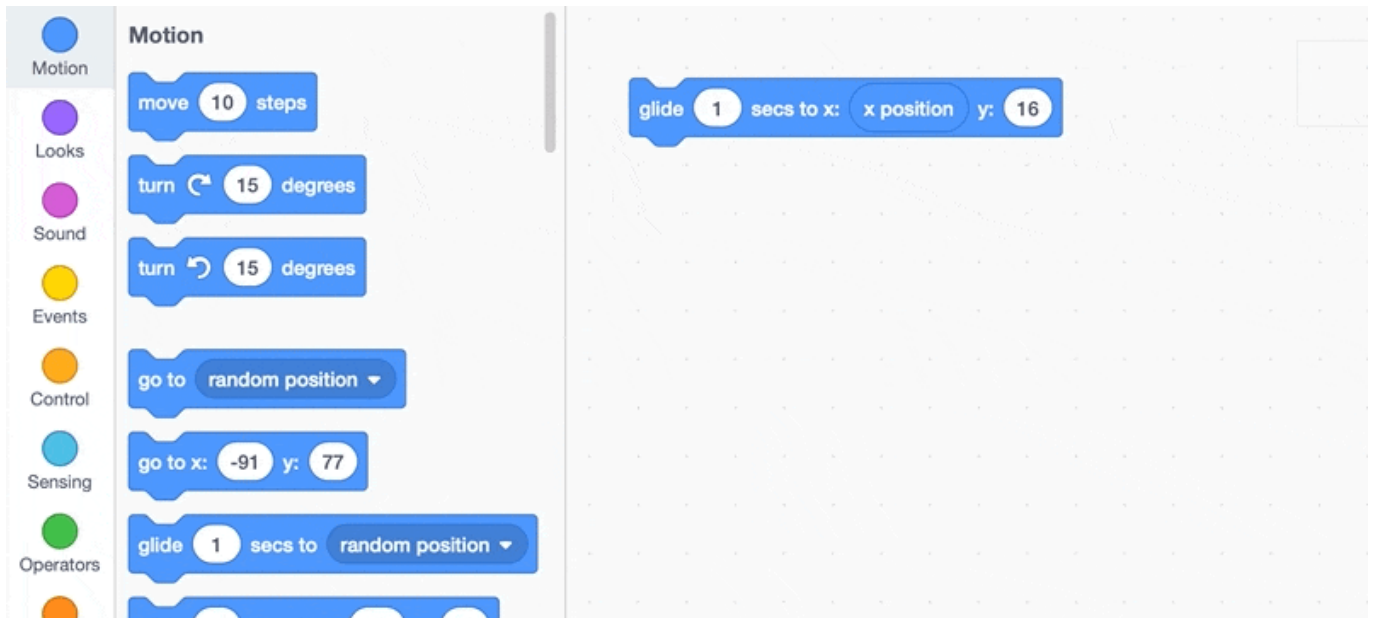 Motion
Looks
Sound
Events
Control
Sensing
Operators
Motion
move 10 steps
turn 15 degrees
turn 15 degrees
go to random position
go to x: -91 y: 77
glide 1 secs to random position
glide 1 secs to x: x position y: 16